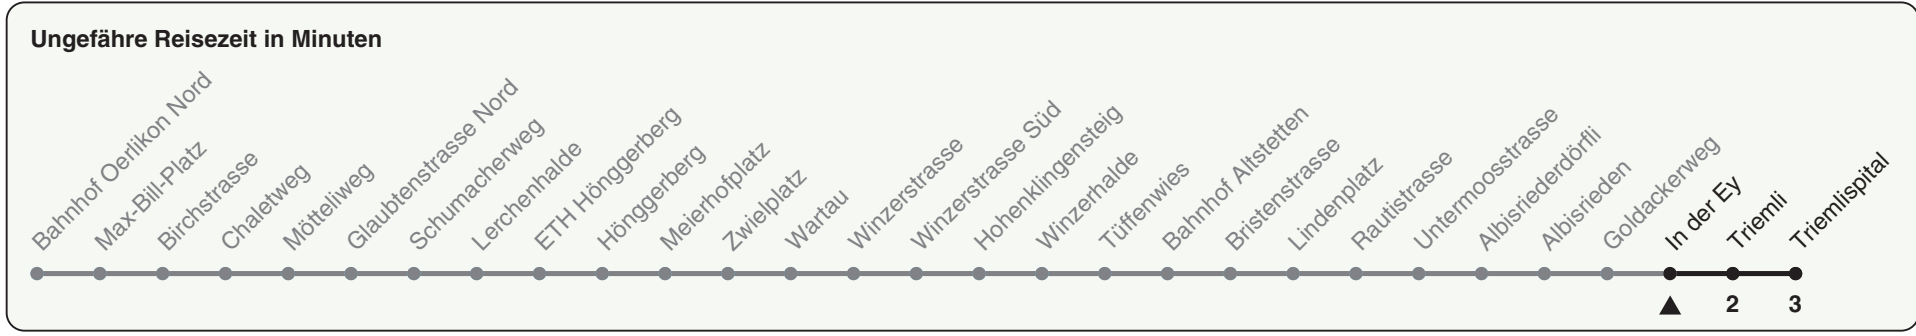 Ungefähre Reisezeit in Minuten
Bahnhof Oerlikon Nord
Max-Bill-Platz
Birchstrasse
Chaletweg
Mötteliweg
Glaubtenstrasse Nord
Schumacherweg
Lerchenhalde
ETH Hönggerberg
Hönggerberg
Meierhofplatz
Zwielplatz
Wartau
Winzerstrasse
Winzerstrasse Süd
Hohenklingensteig
Winzerhalde
Tüffenwies
Bahnhof Altstetten
Bristenstrasse
Lindenplatz
Rautistrasse
Untermoosstrasse
Albisriederdörfli
Albisrieden
Goldackerweg
In der Ey
Triemli
Triemlispital
2
3